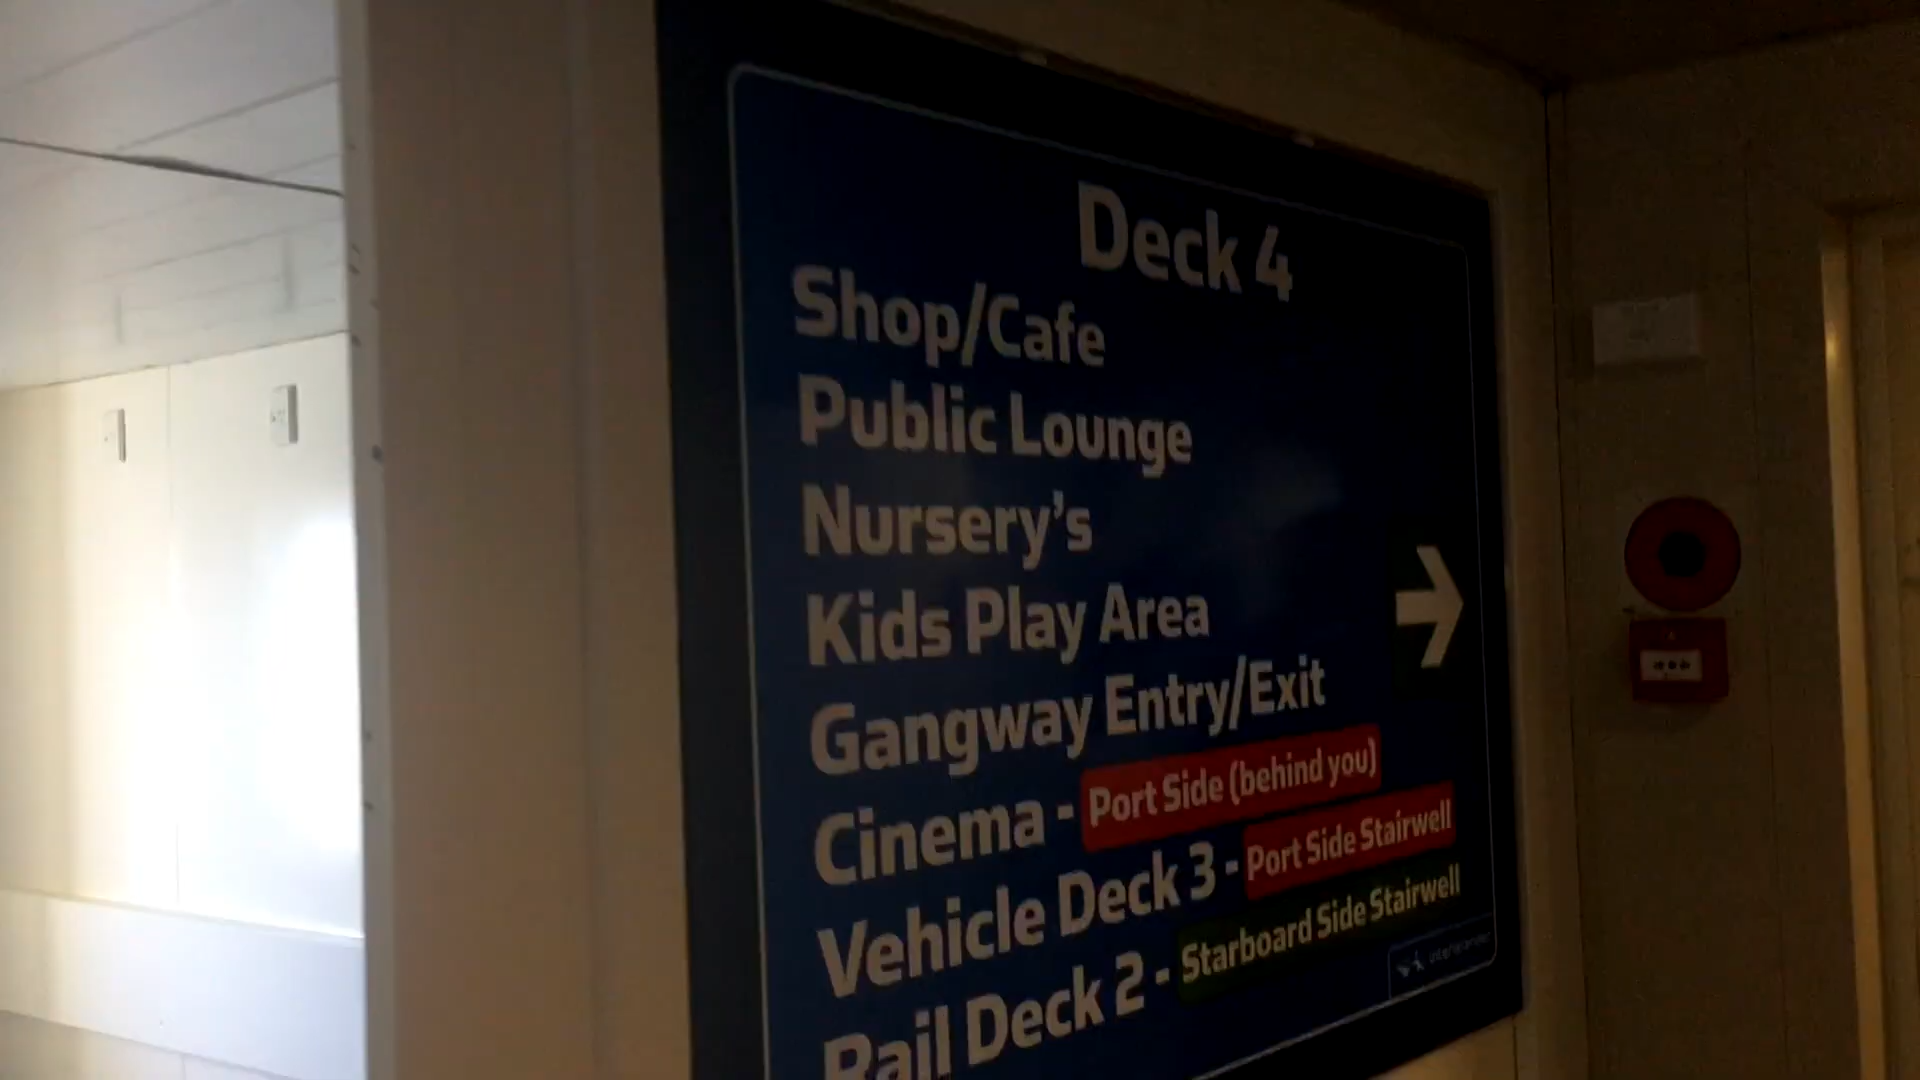 Deck 4
Shop/Cafe
Public Lounge
Nursery's
Kids Play Area
Gangway Entry/Exit
Cinema - Port Side (behind you)
Vehicle Deck 3 - Port Side Stairwell
Rail Deck 2 - Starboard Side Stairwell